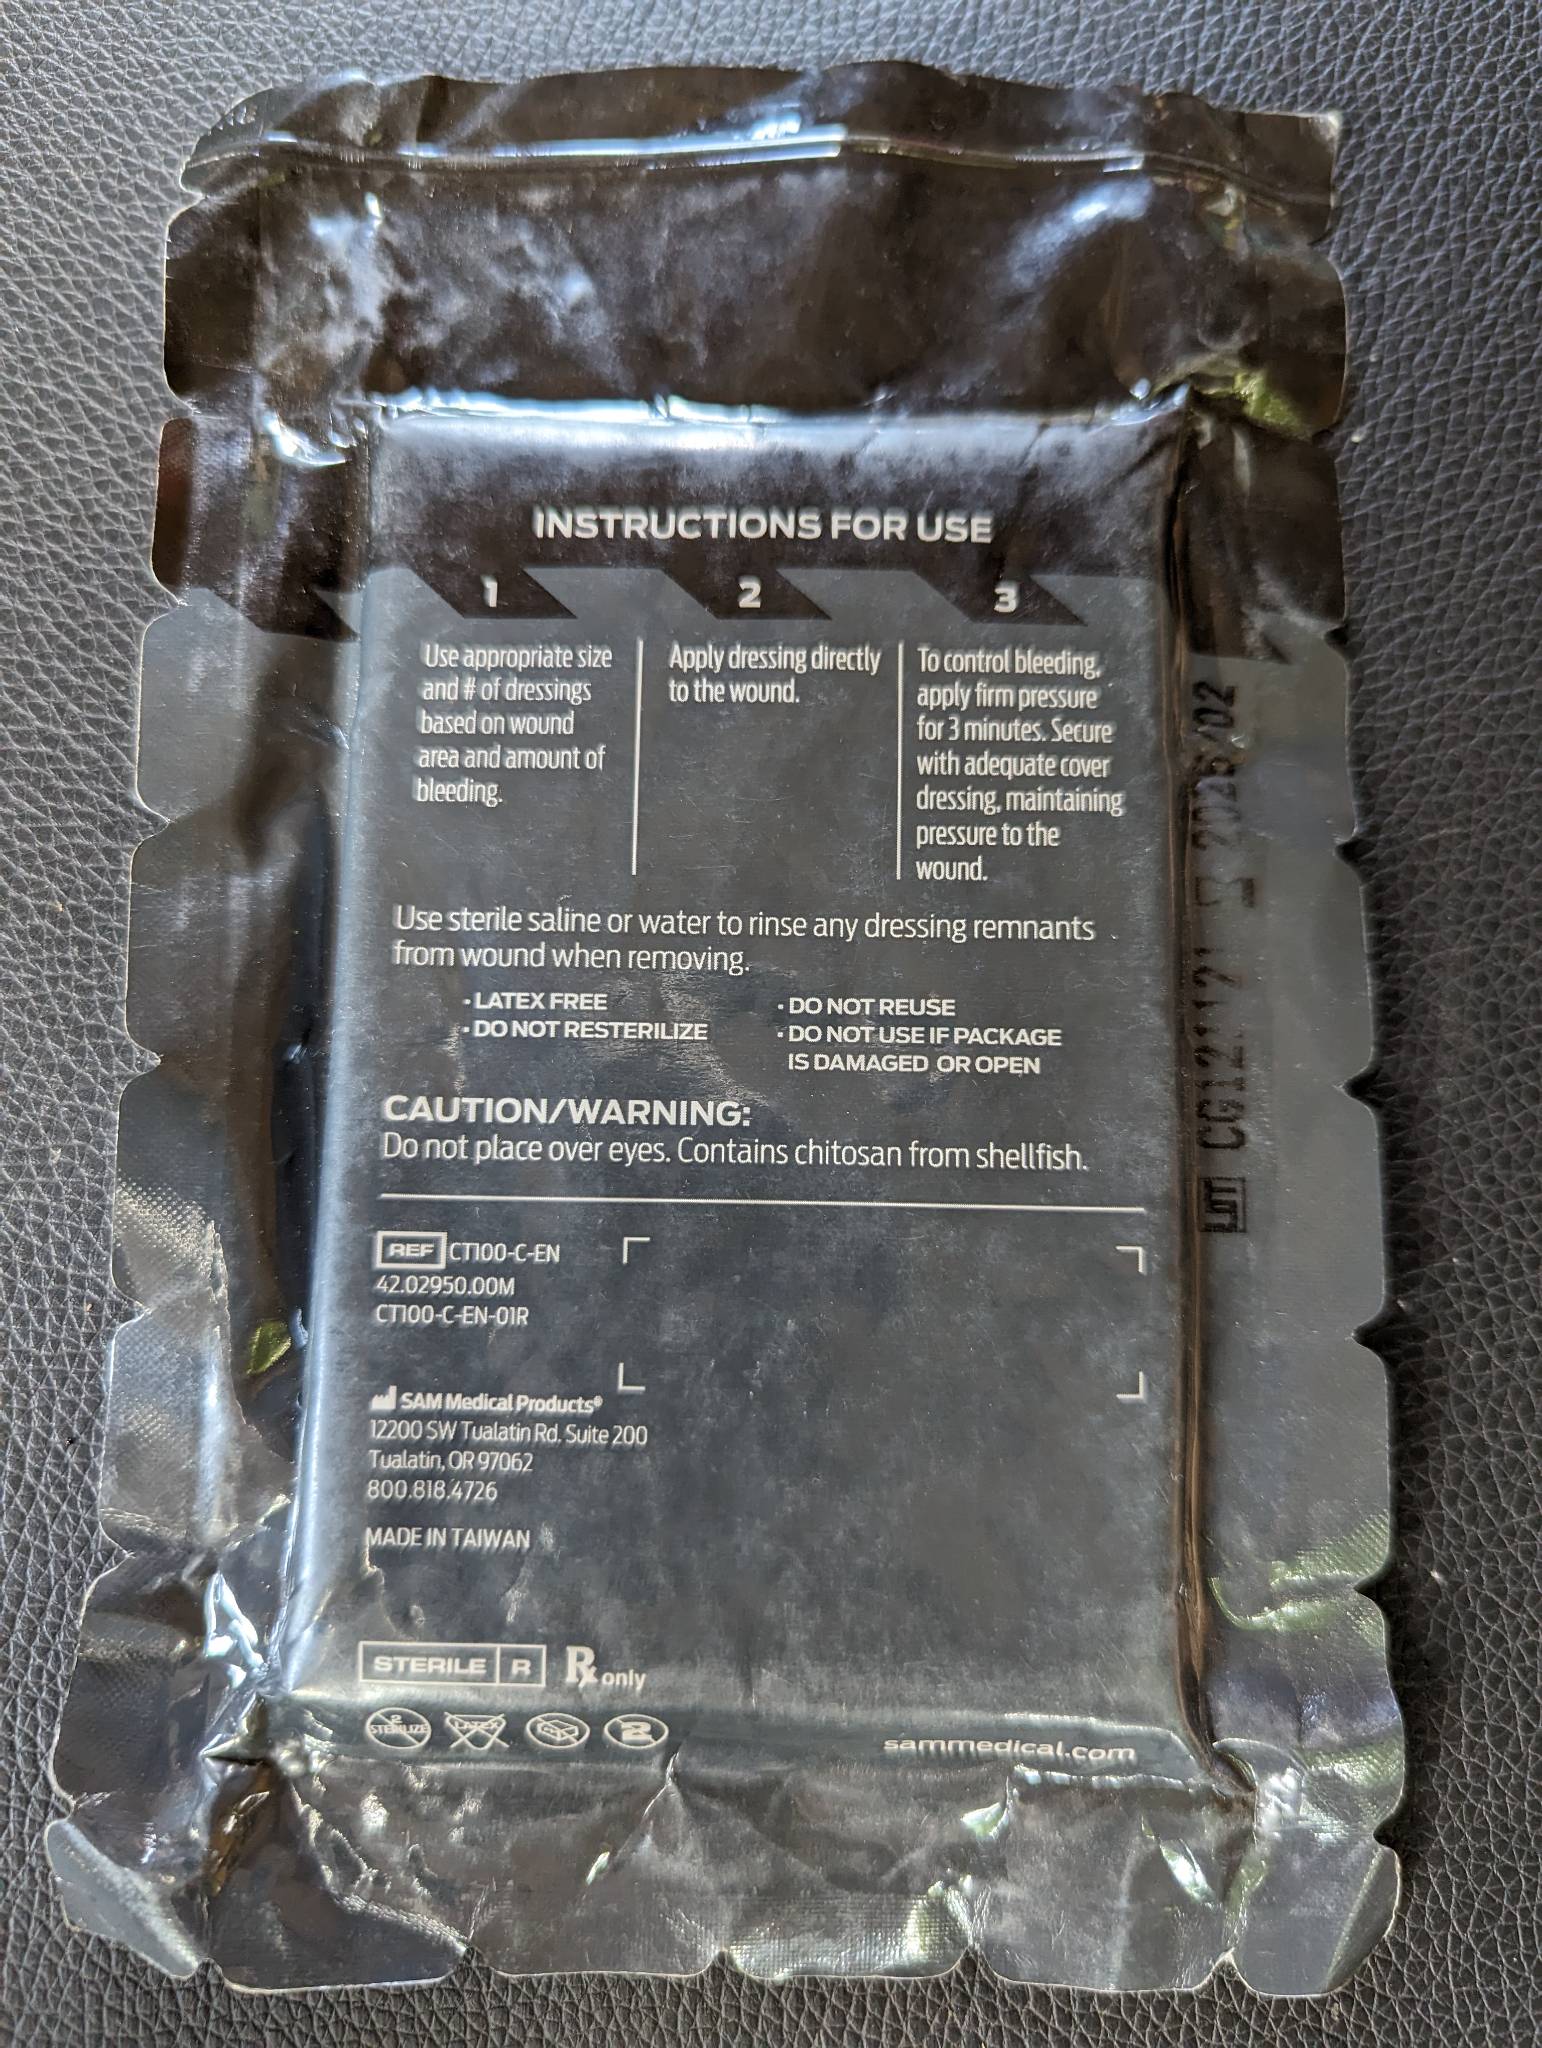 INSTRUCTIONS FOR USE
1
Use appropriate size
and # of dressings
based on wound
area and amount of
bleeding.
2
Apply dressing directly
to the wound.
3
To control bleeding,
apply firm pressure
for 3 minutes. Secure
with adequate cover
dressing, maintaining
pressure to the
wound.
Use sterile saline or water to rinse any dressing remnants
from wound when removing.
• LATEX FREE
• DO NOT RESTERILIZE
• DO NOT REUSE
• DO NOT USE IF PACKAGE
IS DAMAGED OR OPEN
CAUTION/WARNING:
Do not place over eyes. Contains chitosan from shellfish.
REF CT100-C-EN
42.02950.00M
CT100-C-EN-01R
SAM Medical Products®
12200 SW Tualatin Rd. Suite 200
Tualatin, OR 97062
800.818.4726
MADE IN TAIWAN
STERILE R Rx only
2
STERILIZE
LATEX
2
sammedical.com
LOT